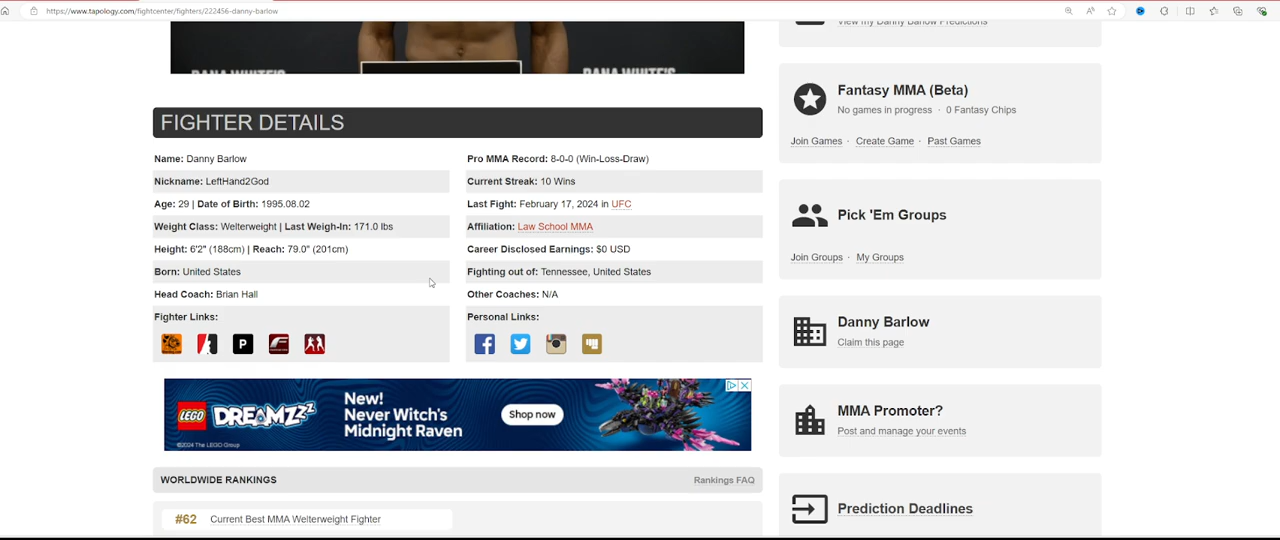 https://www.tapology.com/fightcenter/fighters/222456-danny-barlow
View my Danny Barlow Predictions
DANA WHITE'S DANA WHITE'S
Fantasy MMA (Beta)
No games in progress · 0 Fantasy Chips
Join Games · Create Game · Past Games
FIGHTER DETAILS
Name: Danny Barlow
Pro MMA Record: 8-0-0 (Win-Loss-Draw)
Nickname: LeftHand2God
Current Streak: 10 Wins
Age: 29 | Date of Birth: 1995.08.02
Last Fight: February 17, 2024 in UFC
Weight Class: Welterweight | Last Weigh-In: 171.0 lbs
Affiliation: Law School MMA
Height: 6'2" (188cm) | Reach: 79.0" (201cm)
Career Disclosed Earnings: $0 USD
Born: United States
Fighting out of: Tennessee, United States
Head Coach: Brian Hall
Other Coaches: N/A
Fighter Links:
Personal Links:
Pick 'Em Groups
Join Groups · My Groups
Danny Barlow
Claim this page
LEGO DREAMZzz
New!
Never Witch's
Midnight Raven
Shop now
©2024 The LEGO Group
MMA Promoter?
Post and manage your events
WORLDWIDE RANKINGS
Rankings FAQ
#62 Current Best MMA Welterweight Fighter
Prediction Deadlines